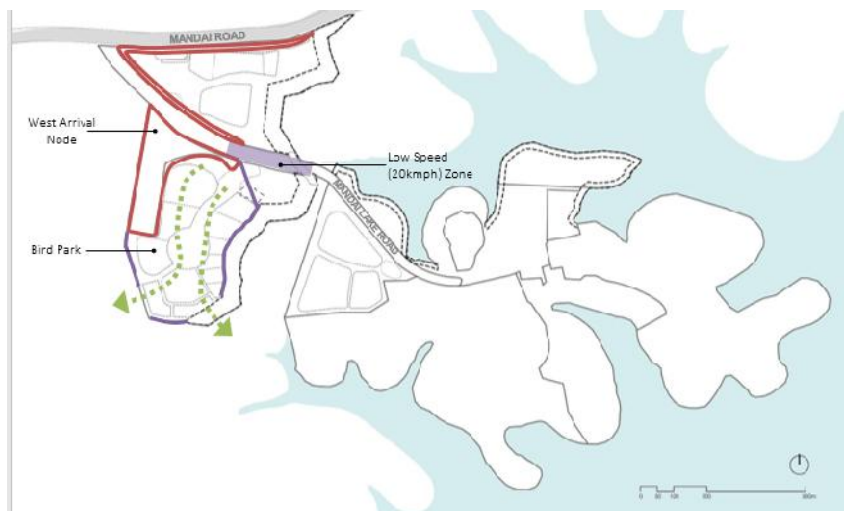 MANDAI ROAD
West Arrival
Node
Low Speed
(20kmph) Zone
MANDAI LAKE ROAD
Bird Park